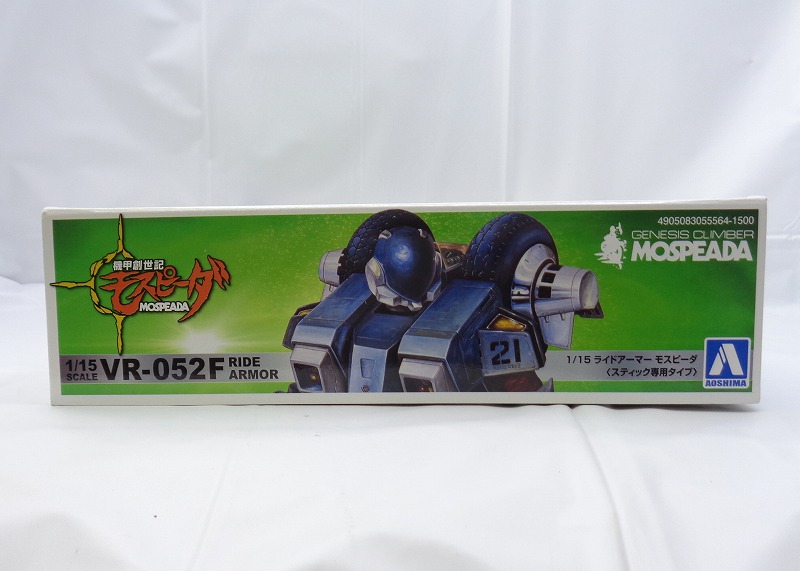 機甲創世記
モスピーダ
MOSPEADA
1/15 SCALE VR-052F RIDE ARMOR
21
4905083055564-1500
GENESIS CLIMBER
MOSPEADA
1/15 ライドアーマー モスピーダ
〈スティック専用タイプ〉
AOSHIMA